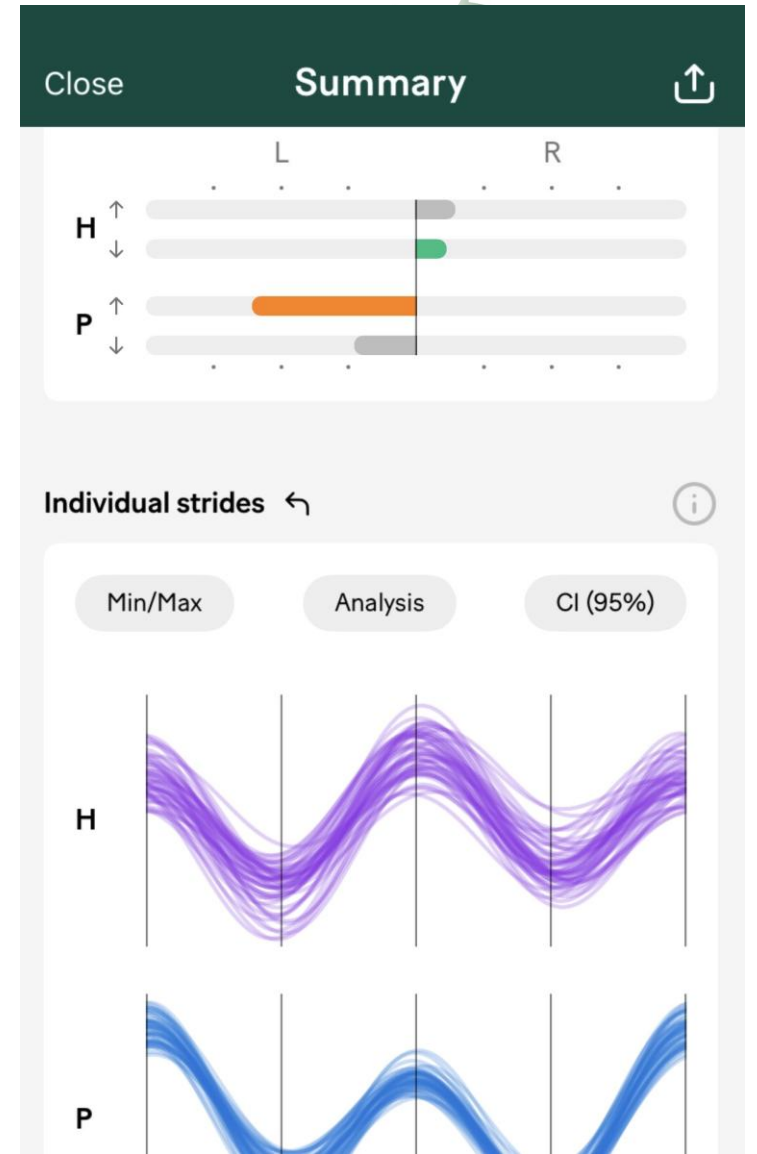 Close Summary
L R
H ↑
↓
P ↑
↓
Individual strides
Min/Max Analysis CI (95%)
H
P